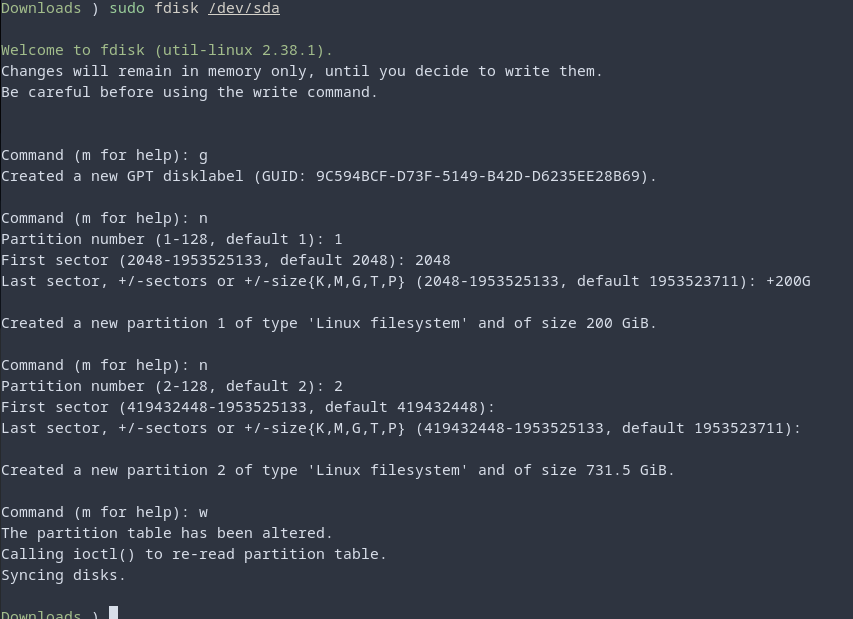 Downloads ) sudo fdisk /dev/sda
Welcome to fdisk (util-linux 2.38.1).
Changes will remain in memory only, until you decide to write them.
Be careful before using the write command.
Command (m for help): g
Created a new GPT disklabel (GUID: 9C594BCF-D73F-5149-B42D-D6235EE28B69).
Command (m for help): n
Partition number (1-128, default 1): 1
First sector (2048-1953525133, default 2048): 2048
Last sector, +/-sectors or +/-size{K,M,G,T,P} (2048-1953525133, default 1953523711): +200G
Created a new partition 1 of type 'Linux filesystem' and of size 200 GiB.
Command (m for help): n
Partition number (2-128, default 2): 2
First sector (419432448-1953525133, default 419432448):
Last sector, +/-sectors or +/-size{K,M,G,T,P} (419432448-1953525133, default 1953523711):
Created a new partition 2 of type 'Linux filesystem' and of size 731.5 GiB.
Command (m for help): w
The partition table has been altered.
Calling ioctl() to re-read partition table.
Syncing disks.
Downloads )